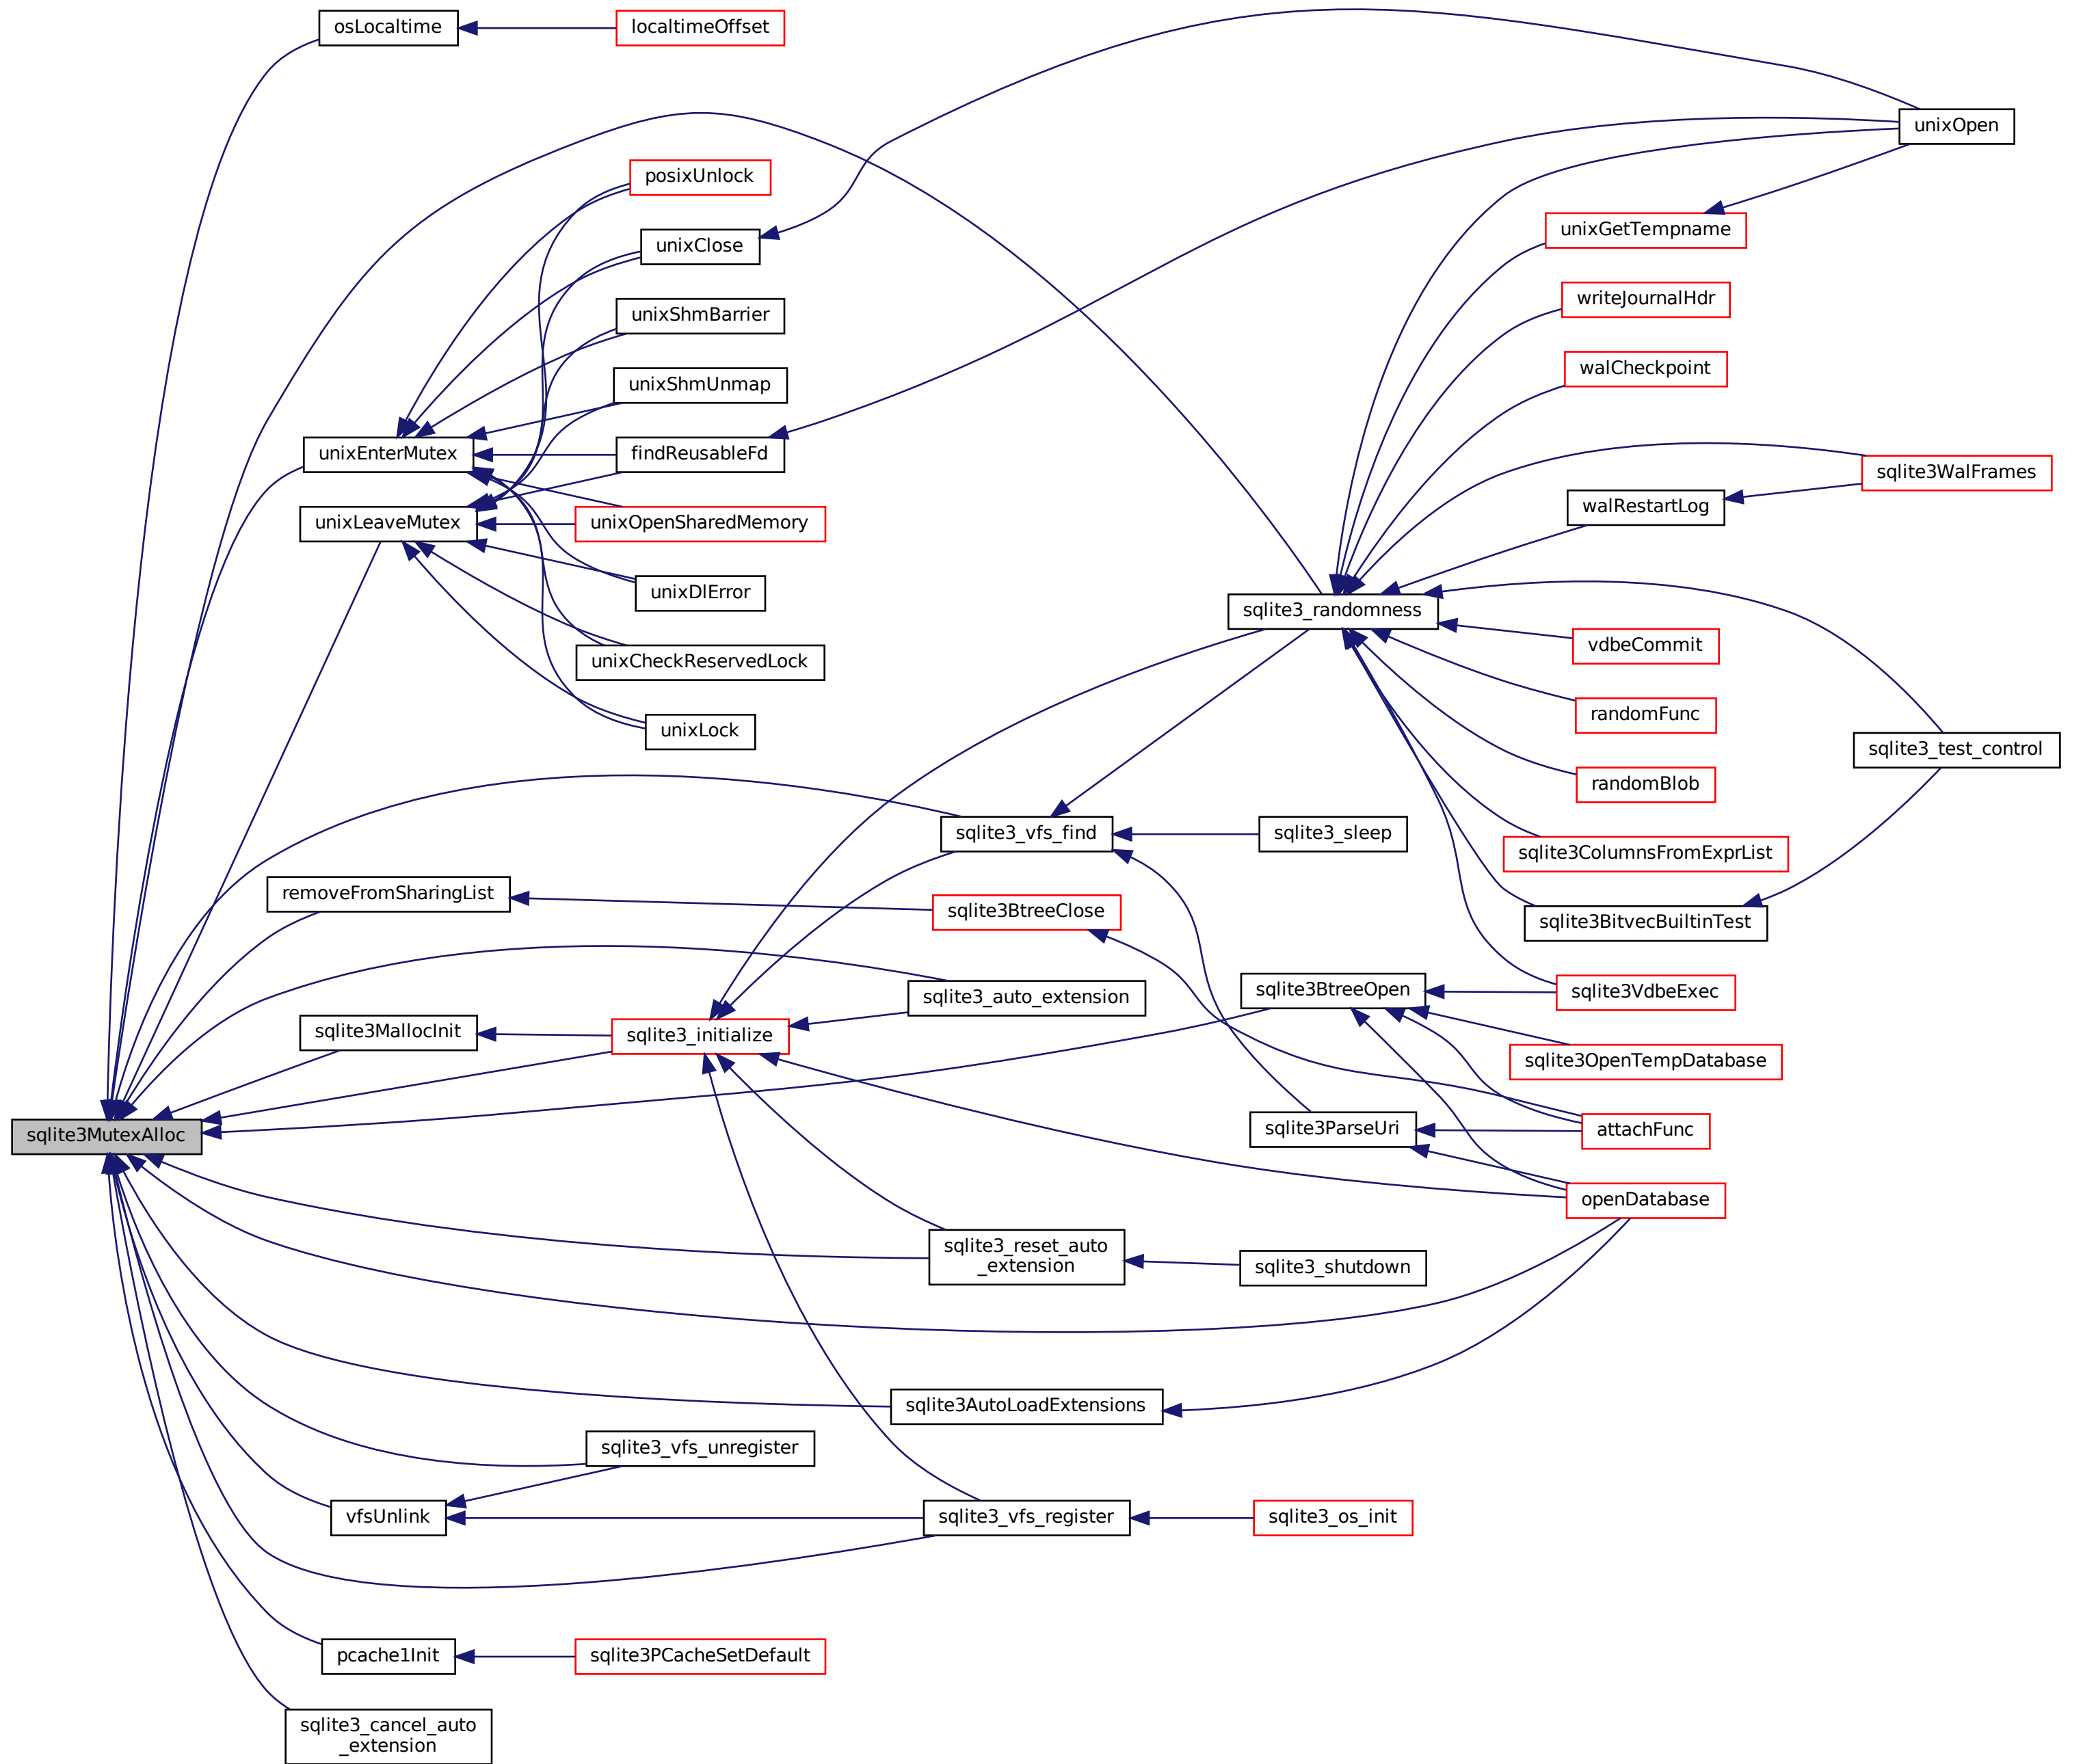 osLocaltime
localtimeOffset
unixOpen
posixUnlock
unixGetTempname
unixClose
writeJournalHdr
unixShmBarrier
walCheckpoint
unixShmUnmap
unixEnterMutex
findReusableFd
sqlite3WalFrames
walRestartLog
unixLeaveMutex
unixOpenSharedMemory
unixDlError
sqlite3_randomness
vdbeCommit
unixCheckReservedLock
randomFunc
unixLock
sqlite3_test_control
randomBlob
sqlite3_vfs_find
sqlite3_sleep
sqlite3ColumnsFromExprList
removeFromSharingList
sqlite3BtreeClose
sqlite3BitvecBuiltinTest
sqlite3_auto_extension
sqlite3BtreeOpen
sqlite3VdbeExec
sqlite3MallocInit
sqlite3_initialize
sqlite3OpenTempDatabase
sqlite3MutexAlloc
sqlite3ParseUri
attachFunc
openDatabase
sqlite3_reset_auto
_extension
sqlite3_shutdown
sqlite3AutoLoadExtensions
sqlite3_vfs_unregister
vfsUnlink
sqlite3_vfs_register
sqlite3_os_init
pcache1Init
sqlite3PCacheSetDefault
sqlite3_cancel_auto
_extension